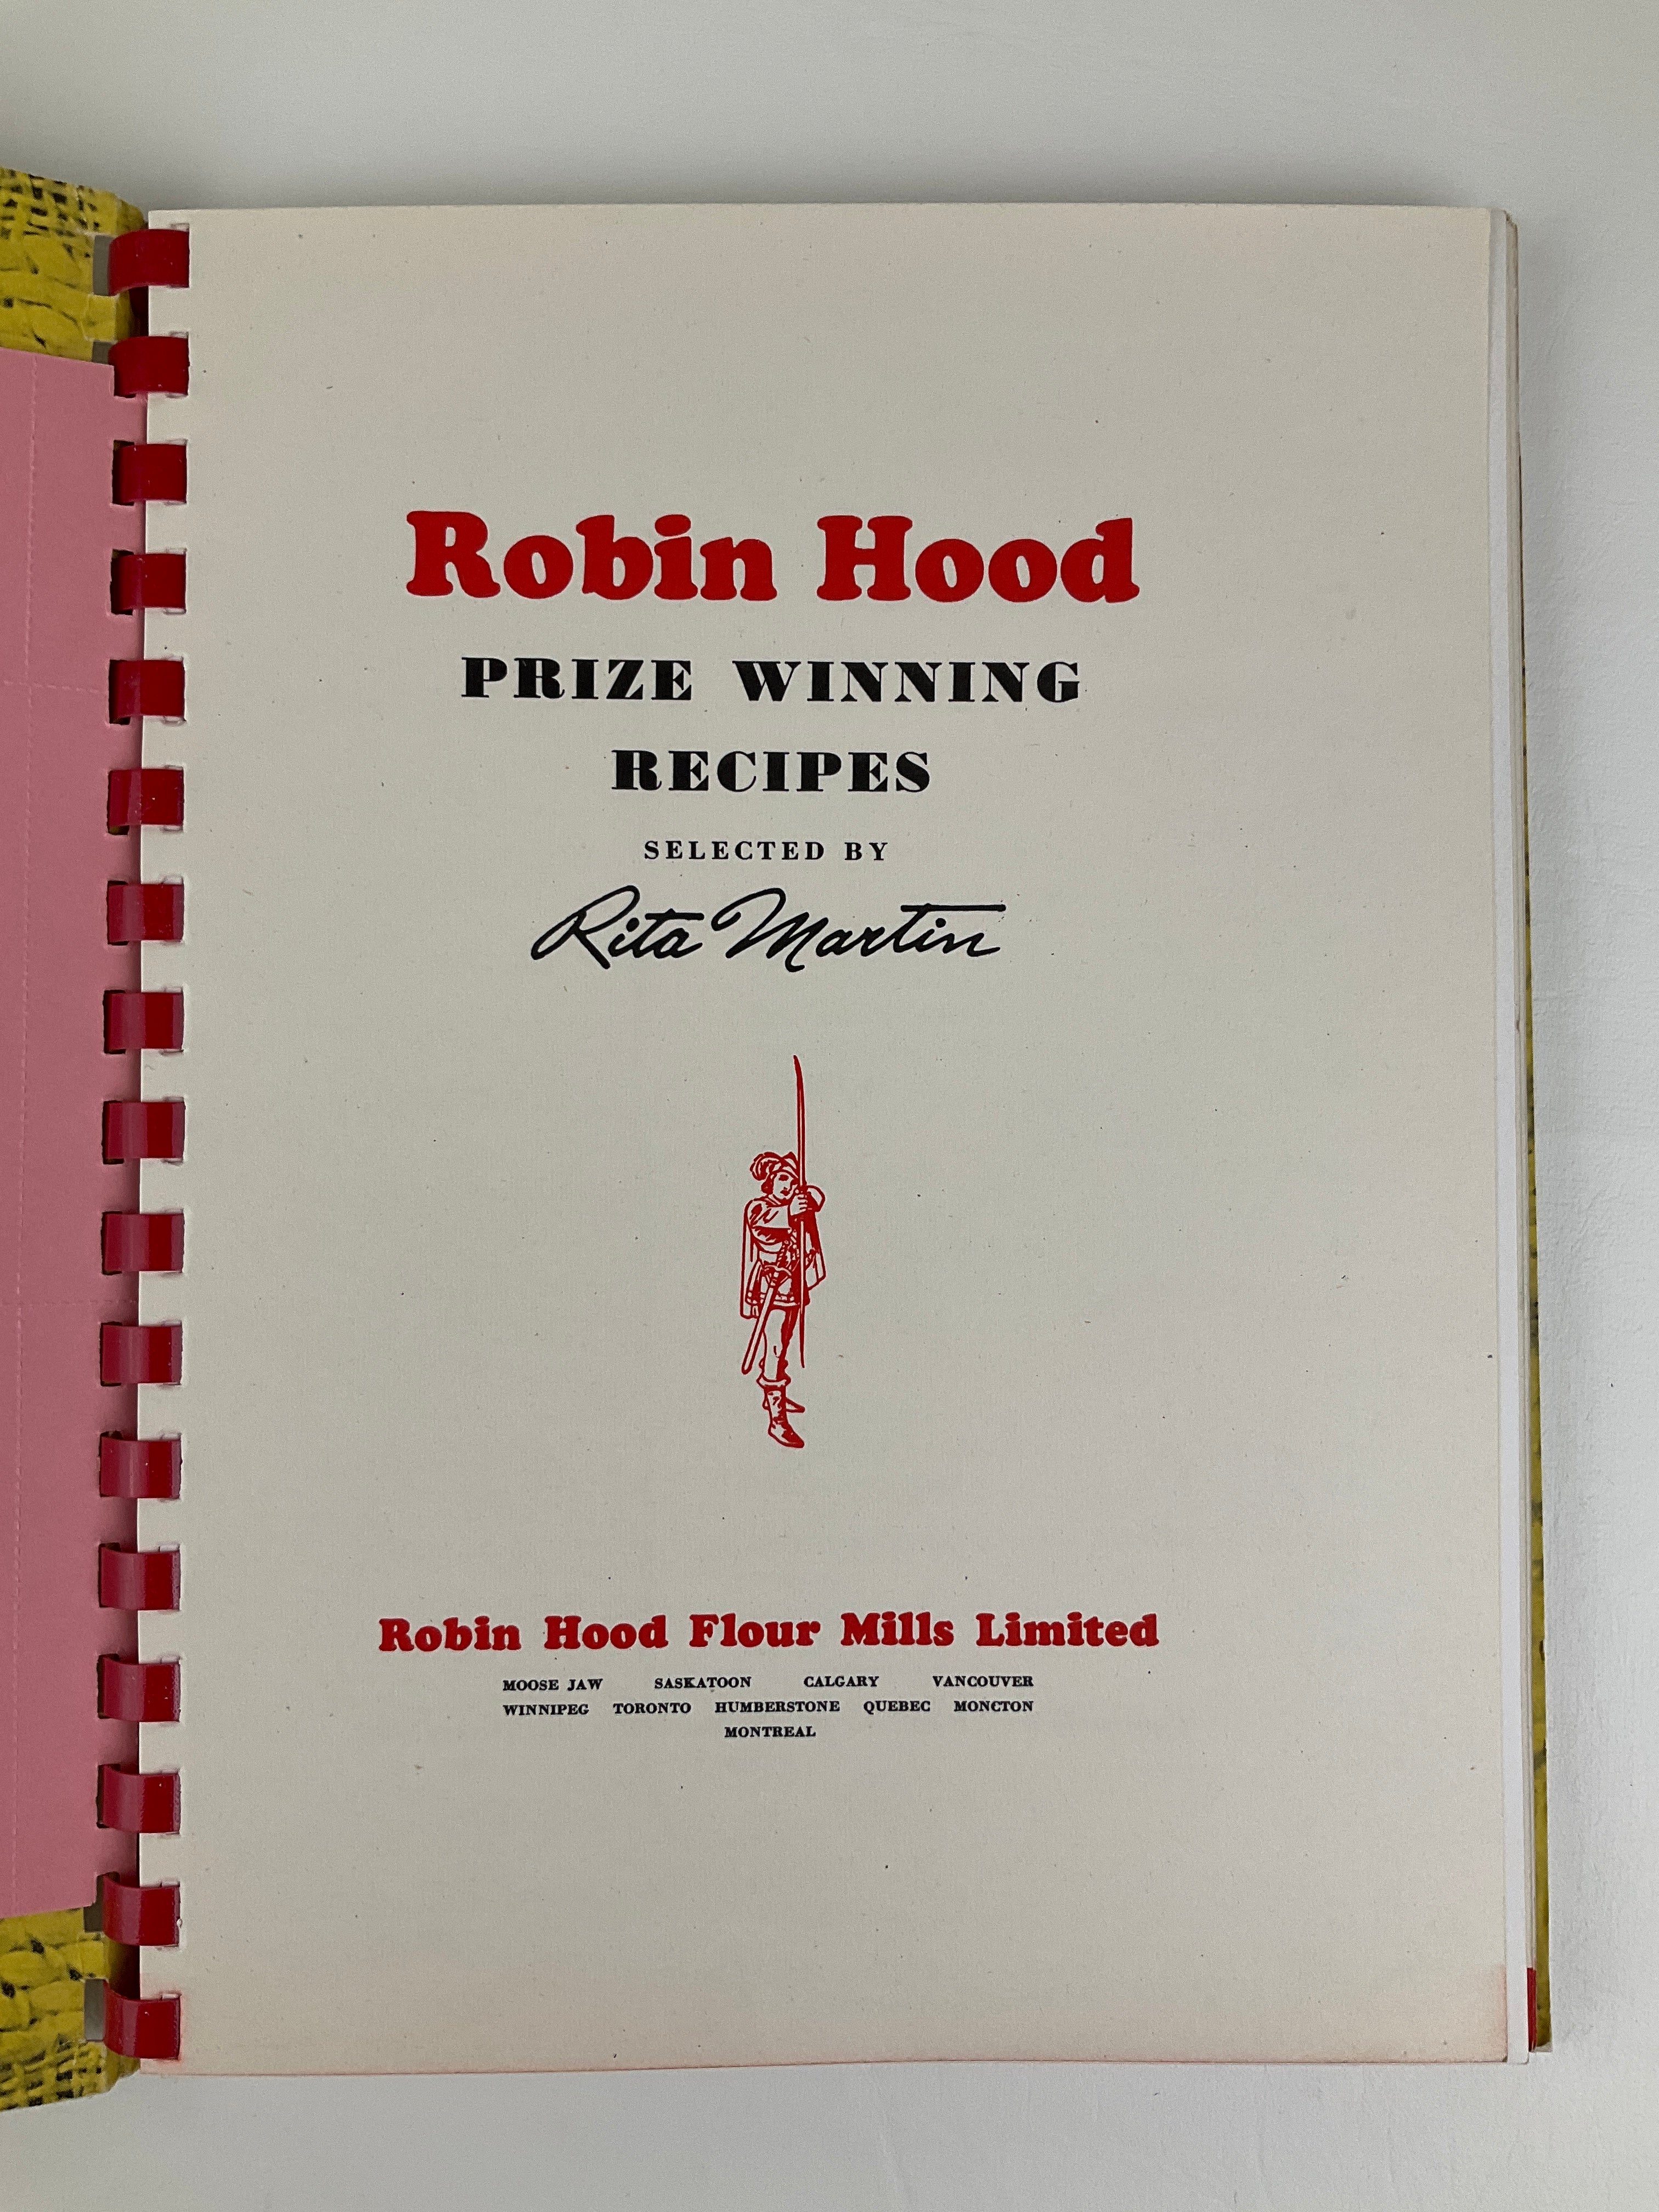 Robin Hood
PRIZE WINNING
RECIPES
SELECTED BY
Rita Martin
Robin Hood Flour Mills Limited
MOOSE JAW SASKATOON CALGARY VANCOUVER
WINNIPEG TORONTO HUMBERSTONE QUEBEC MONCTON
MONTREAL